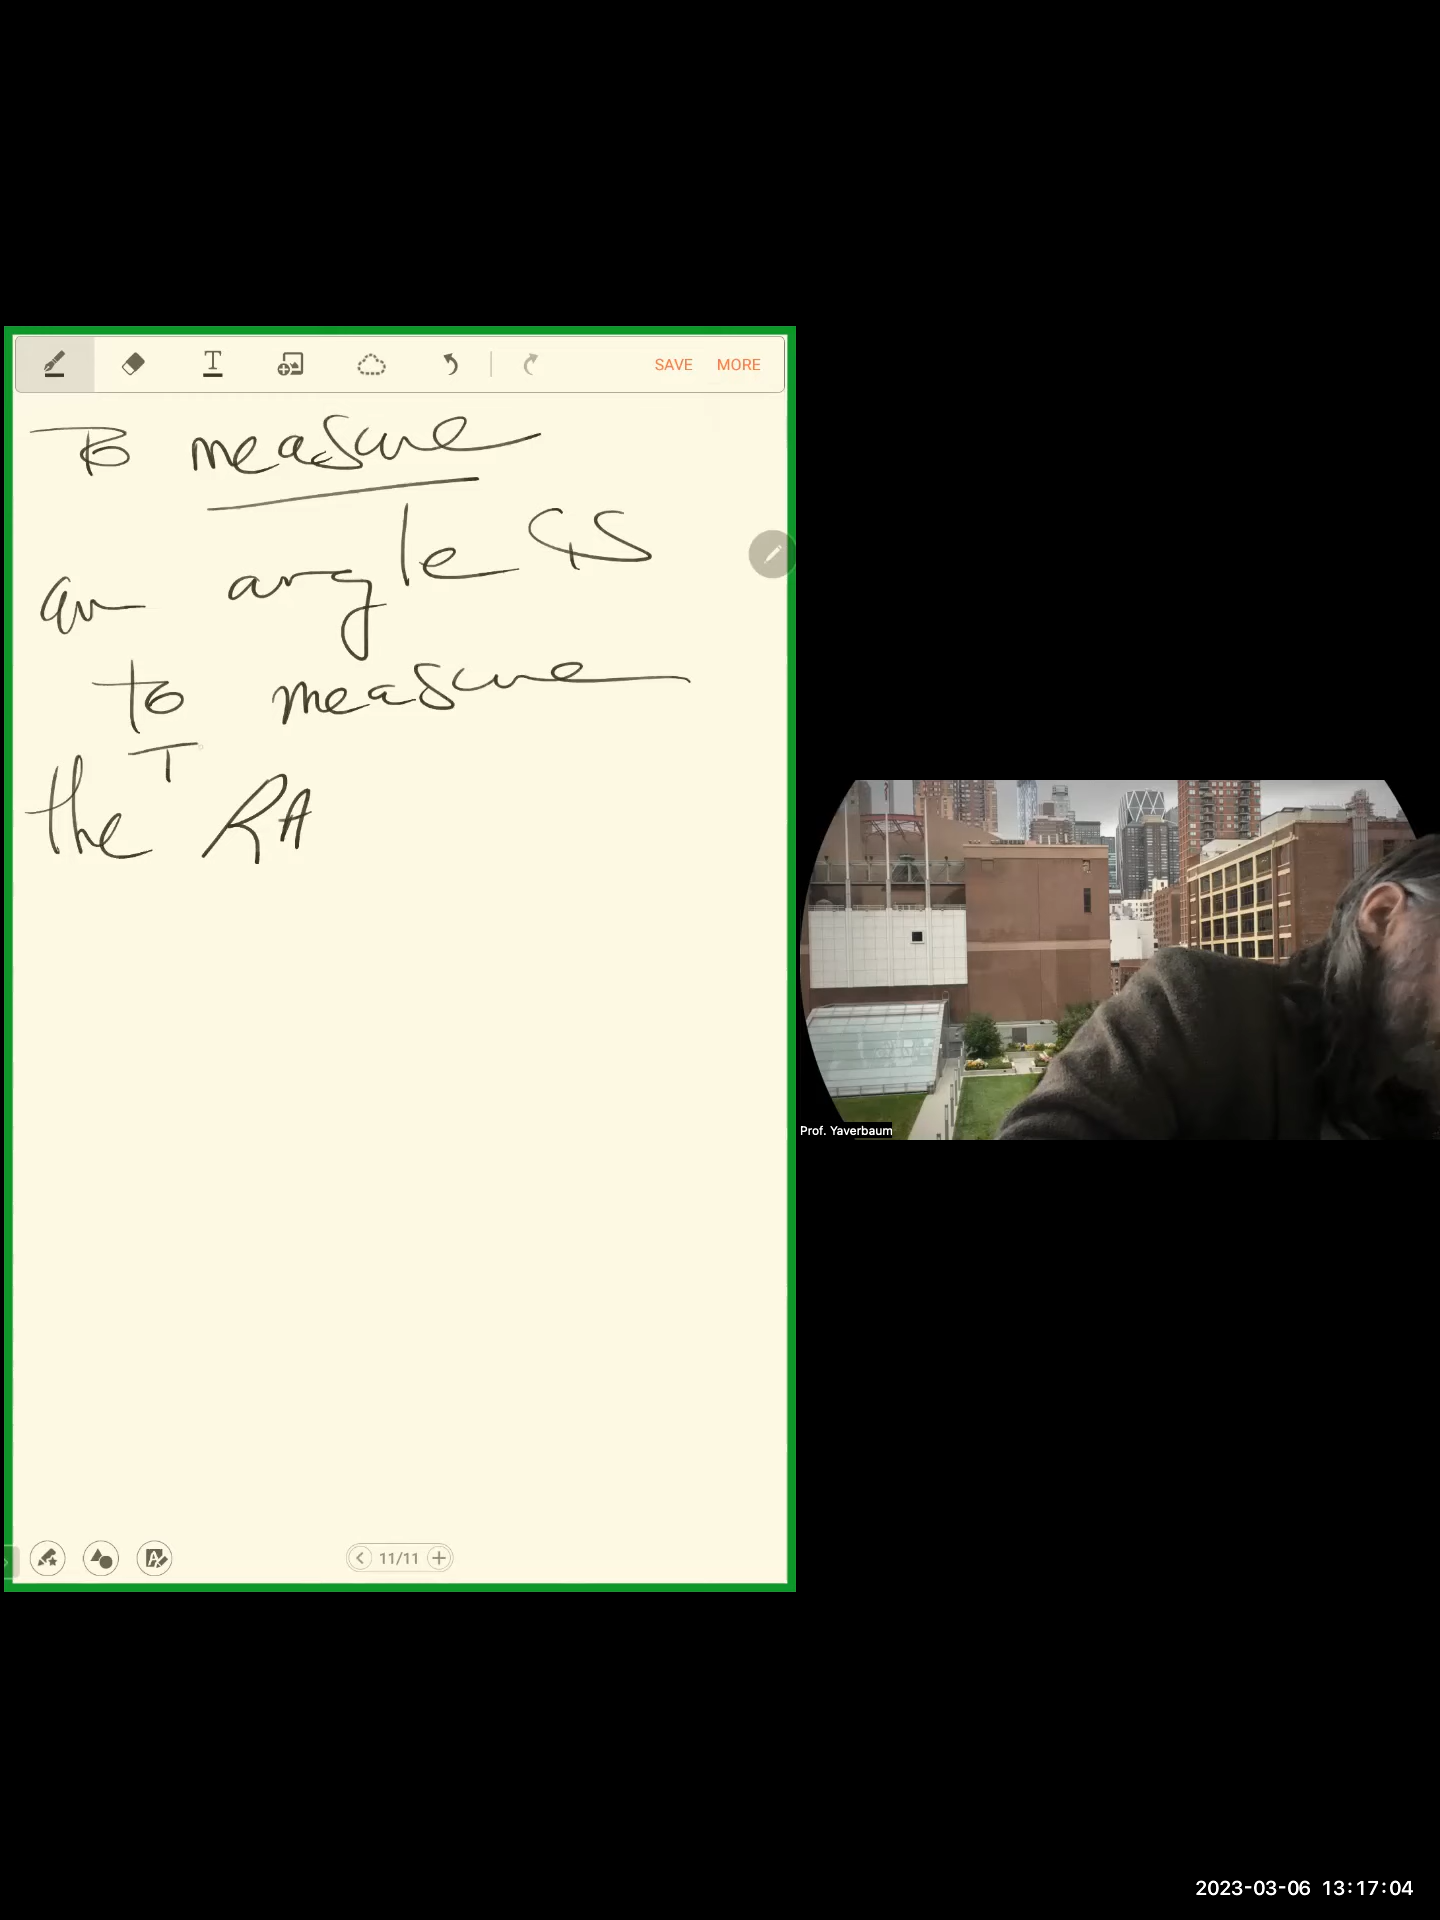 T
SAVE
MORE
To measure
an angle is
to measure
the RA
T
11/11
Prof. Yaverbaum
2023-03-06 13:17:04